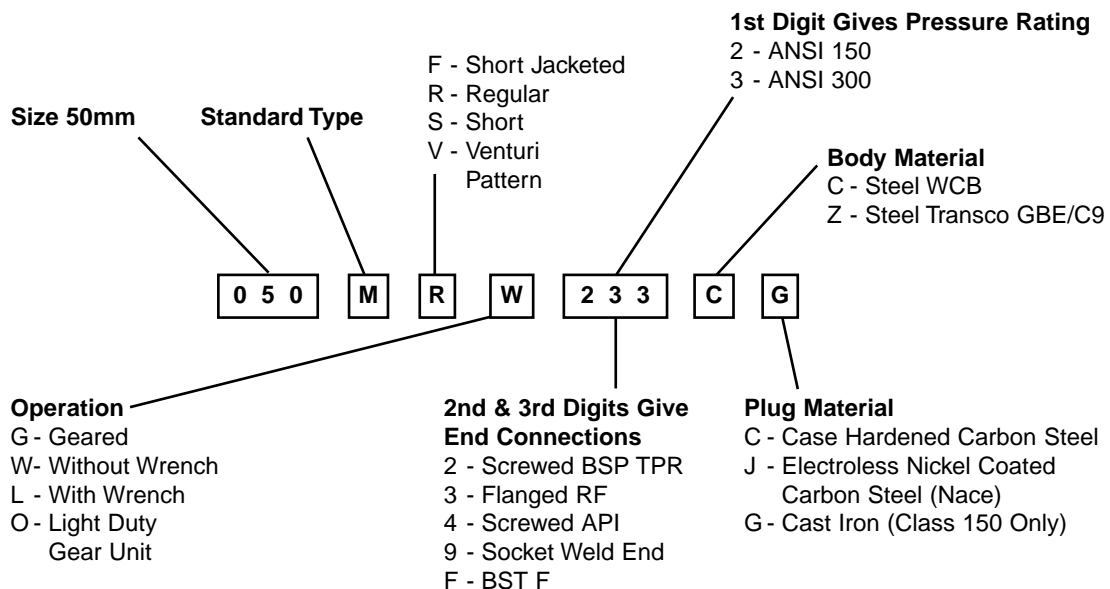 1st Digit Gives Pressure Rating
2 - ANSI 150
3 - ANSI 300
F - Short Jacketed
R - Regular
S - Short
V - Venturi
Pattern
Size 50mm
Standard Type
Body Material
C - Steel WCB
Z - Steel Transco GBE/C9
0 5 0 M R W 2 3 3 C G
Operation
G - Geared
W- Without Wrench
L - With Wrench
O - Light Duty
Gear Unit
2nd & 3rd Digits Give
End Connections
2 - Screwed BSP TPR
3 - Flanged RF
4 - Screwed API
9 - Socket Weld End
F - BST F
Plug Material
C - Case Hardened Carbon Steel
J - Electroless Nickel Coated
Carbon Steel (Nace)
G - Cast Iron (Class 150 Only)